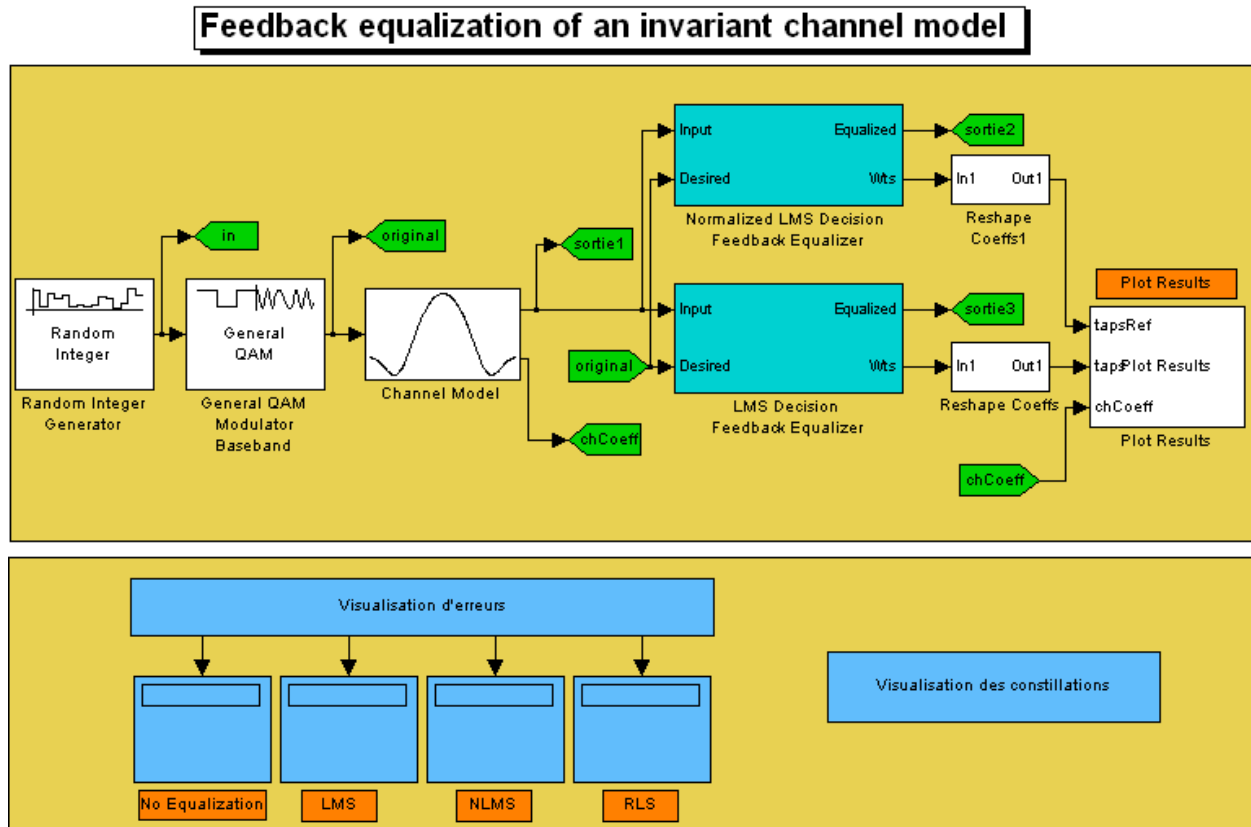 Feedback equalization of an invariant channel model
in
original
sortie1
Random
Integer
Random Integer
Generator
General
QAM
General QAM
Modulator
Baseband
Channel Model
chCoeff
original
Input
Equalized
Desired
Wts
Normalized LMS Decision
Feedback Equalizer
sortie2
In1
Out1
Reshape
Coeffs1
Input
Equalized
Desired
Wts
LMS Decision
Feedback Equalizer
sortie3
In1
Out1
Reshape Coeffs
chCoeff
Plot Results
tapsRef
taps
Plot Results
chCoeff
Plot Results
Visualisation d'erreurs
No Equalization
LMS
NLMS
RLS
Visualisation des constillations